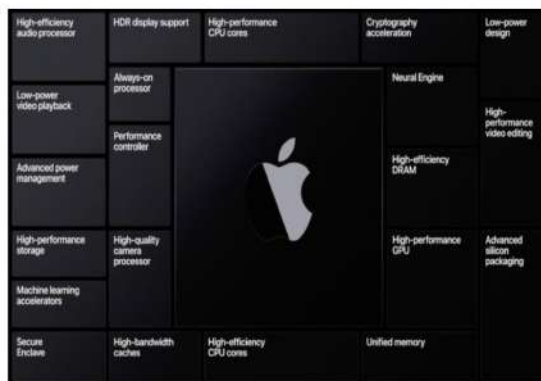 High-efficiency
audio processor
HDR display support
High-performance
CPU cores
Cryptography
acceleration
Low-power
design
Always-on
processor
Neural Engine
Low-power
video playback
High-
performance
video editing
Performance
controller
Advanced power
management
High-efficiency
DRAM
High-performance
storage
High-quality
camera
processor
High-performance
GPU
Advanced
silicon
packaging
Machine learning
accelerators
Secure
Enclave
High-bandwidth
caches
High-efficiency
CPU cores
Unified memory